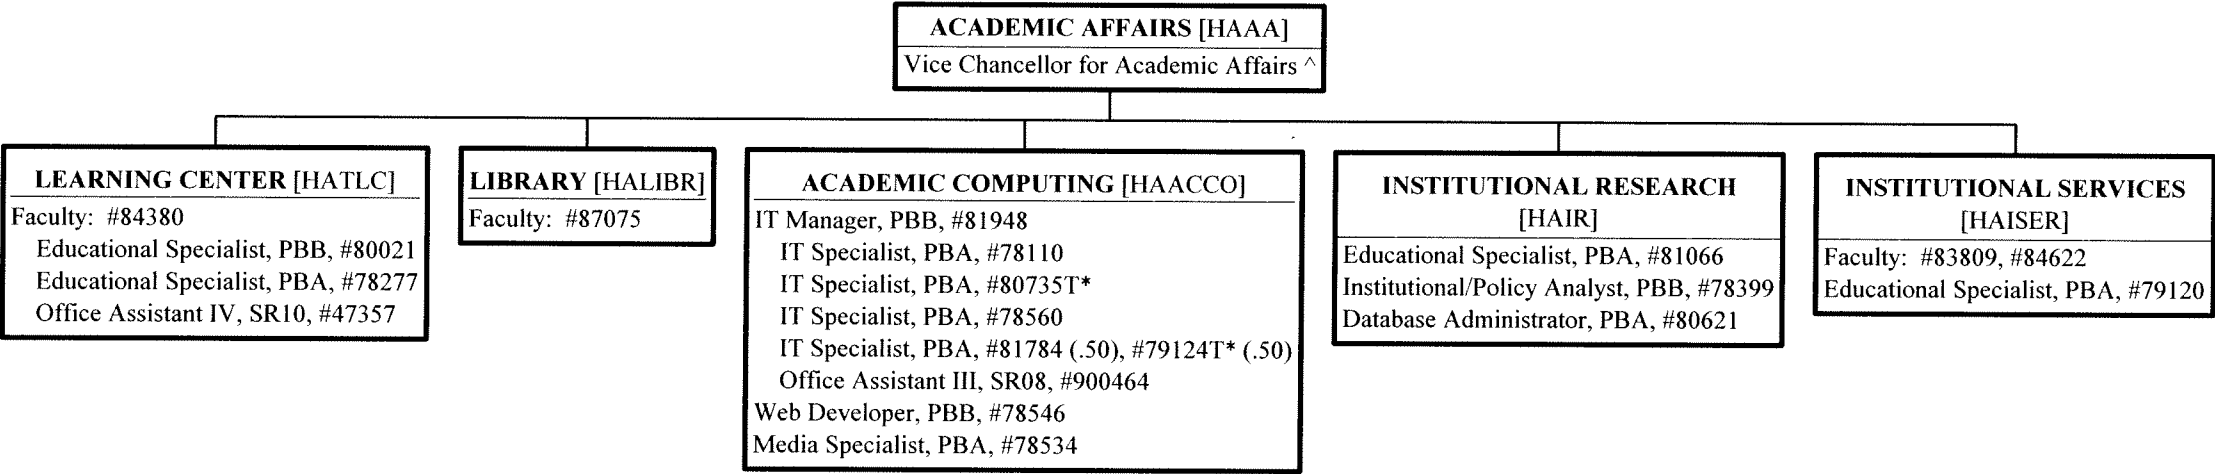 ACADEMIC AFFAIRS [HAAA]
Vice Chancellor for Academic Affairs ^
LEARNING CENTER [HATLC]
Faculty: #84380
Educational Specialist, PBB, #80021
Educational Specialist, PBA, #78277
Office Assistant IV, SR10, #47357
LIBRARY [HALIBR]
Faculty: #87075
ACADEMIC COMPUTING [HAACCO]
IT Manager, PBB, #81948
IT Specialist, PBA, #78110
IT Specialist, PBA, #80735T*
IT Specialist, PBA, #78560
IT Specialist, PBA, #81784 (.50), #79124T* (.50)
Office Assistant III, SR08, #900464
Web Developer, PBB, #78546
Media Specialist, PBA, #78534
INSTITUTIONAL RESEARCH
[HAIR]
Educational Specialist, PBA, #81066
Institutional/Policy Analyst, PBB, #78399
Database Administrator, PBA, #80621
INSTITUTIONAL SERVICES
[HAISER]
Faculty: #83809, #84622
Educational Specialist, PBA, #79120